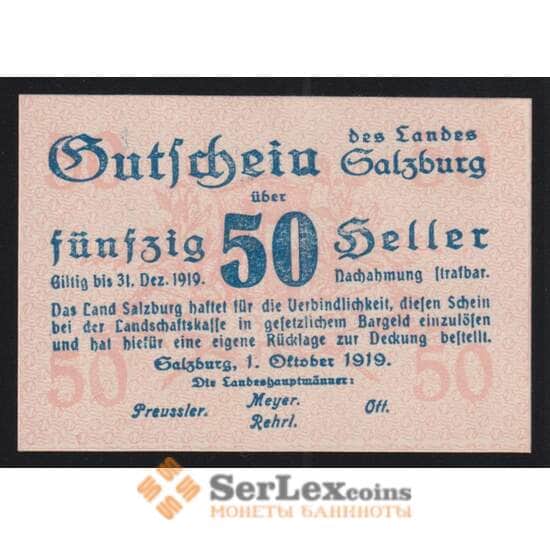 des Landes
Gutschein Salzburg
über
fünfzig 50 Heller
Giltig bis 31. Dez. 1919. Nachahmung strafbar.
Das Land Salzburg haftet für die Verbindlichkeit, diesen Schein
bei der Landschaftskasse in gesetzlichem Bargeld einzulösen
und hat hiefür eine eigene Rücklage zur Deckung bestellt.
50 50
Salzburg, 1. Oktober 1919.
Die Landeshauptmänner:
Preussler. Meyer. Ott.
Rehrl.
SerLexcoins
МОНЕТЫ БАНКНОТЫ